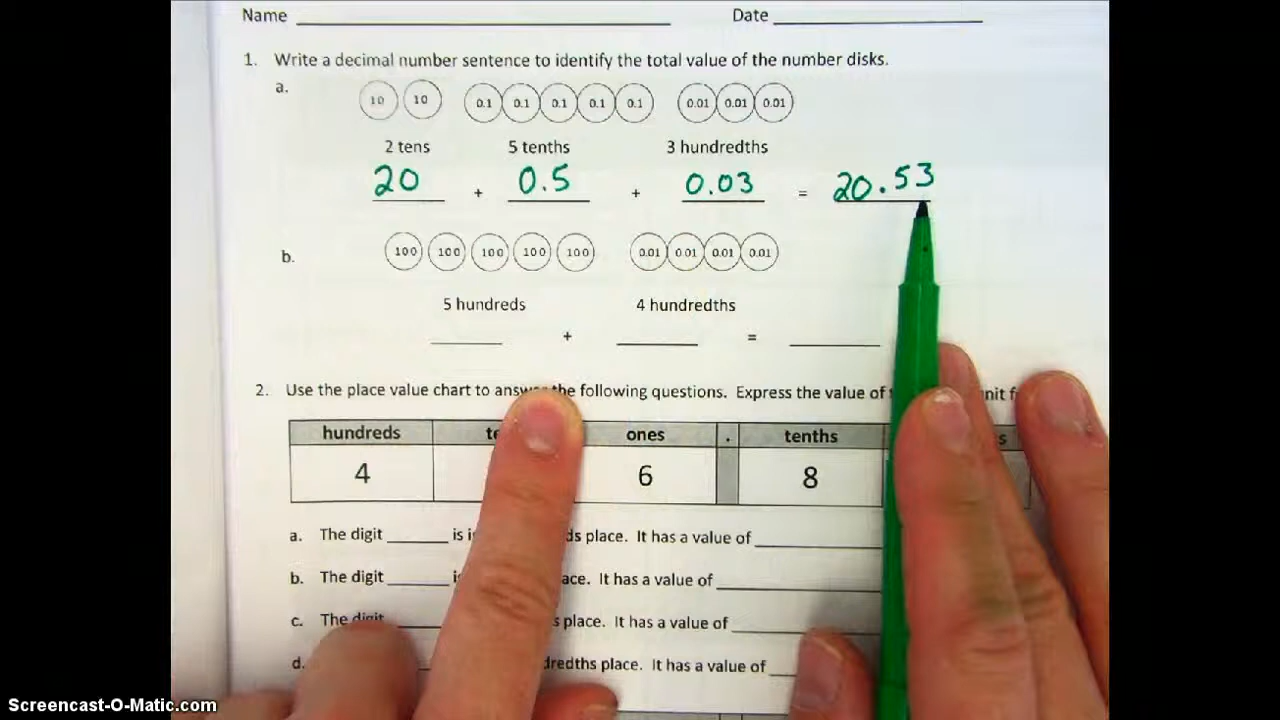 Name Date
1. Write a decimal number sentence to identify the total value of the number disks.
a.
10 10 0.1 0.1 0.1 0.1 0.1 0.01 0.01 0.01
2 tens 5 tenths 3 hundredths
20 + 0.5 + 0.03 = 20.53
b.
100 100 100 100 100 0.01 0.01 0.01 0.01
5 hundreds 4 hundredths
+ =
2. Use the place value chart to answer the following questions. Express the value of
hundreds ones . tenths
4 6 8
a. The digit is place. It has a value of
b. The digit It has a value of
c. The digit place. It has a value of
d. place. It has a value of
Screencast-O-Matic.com